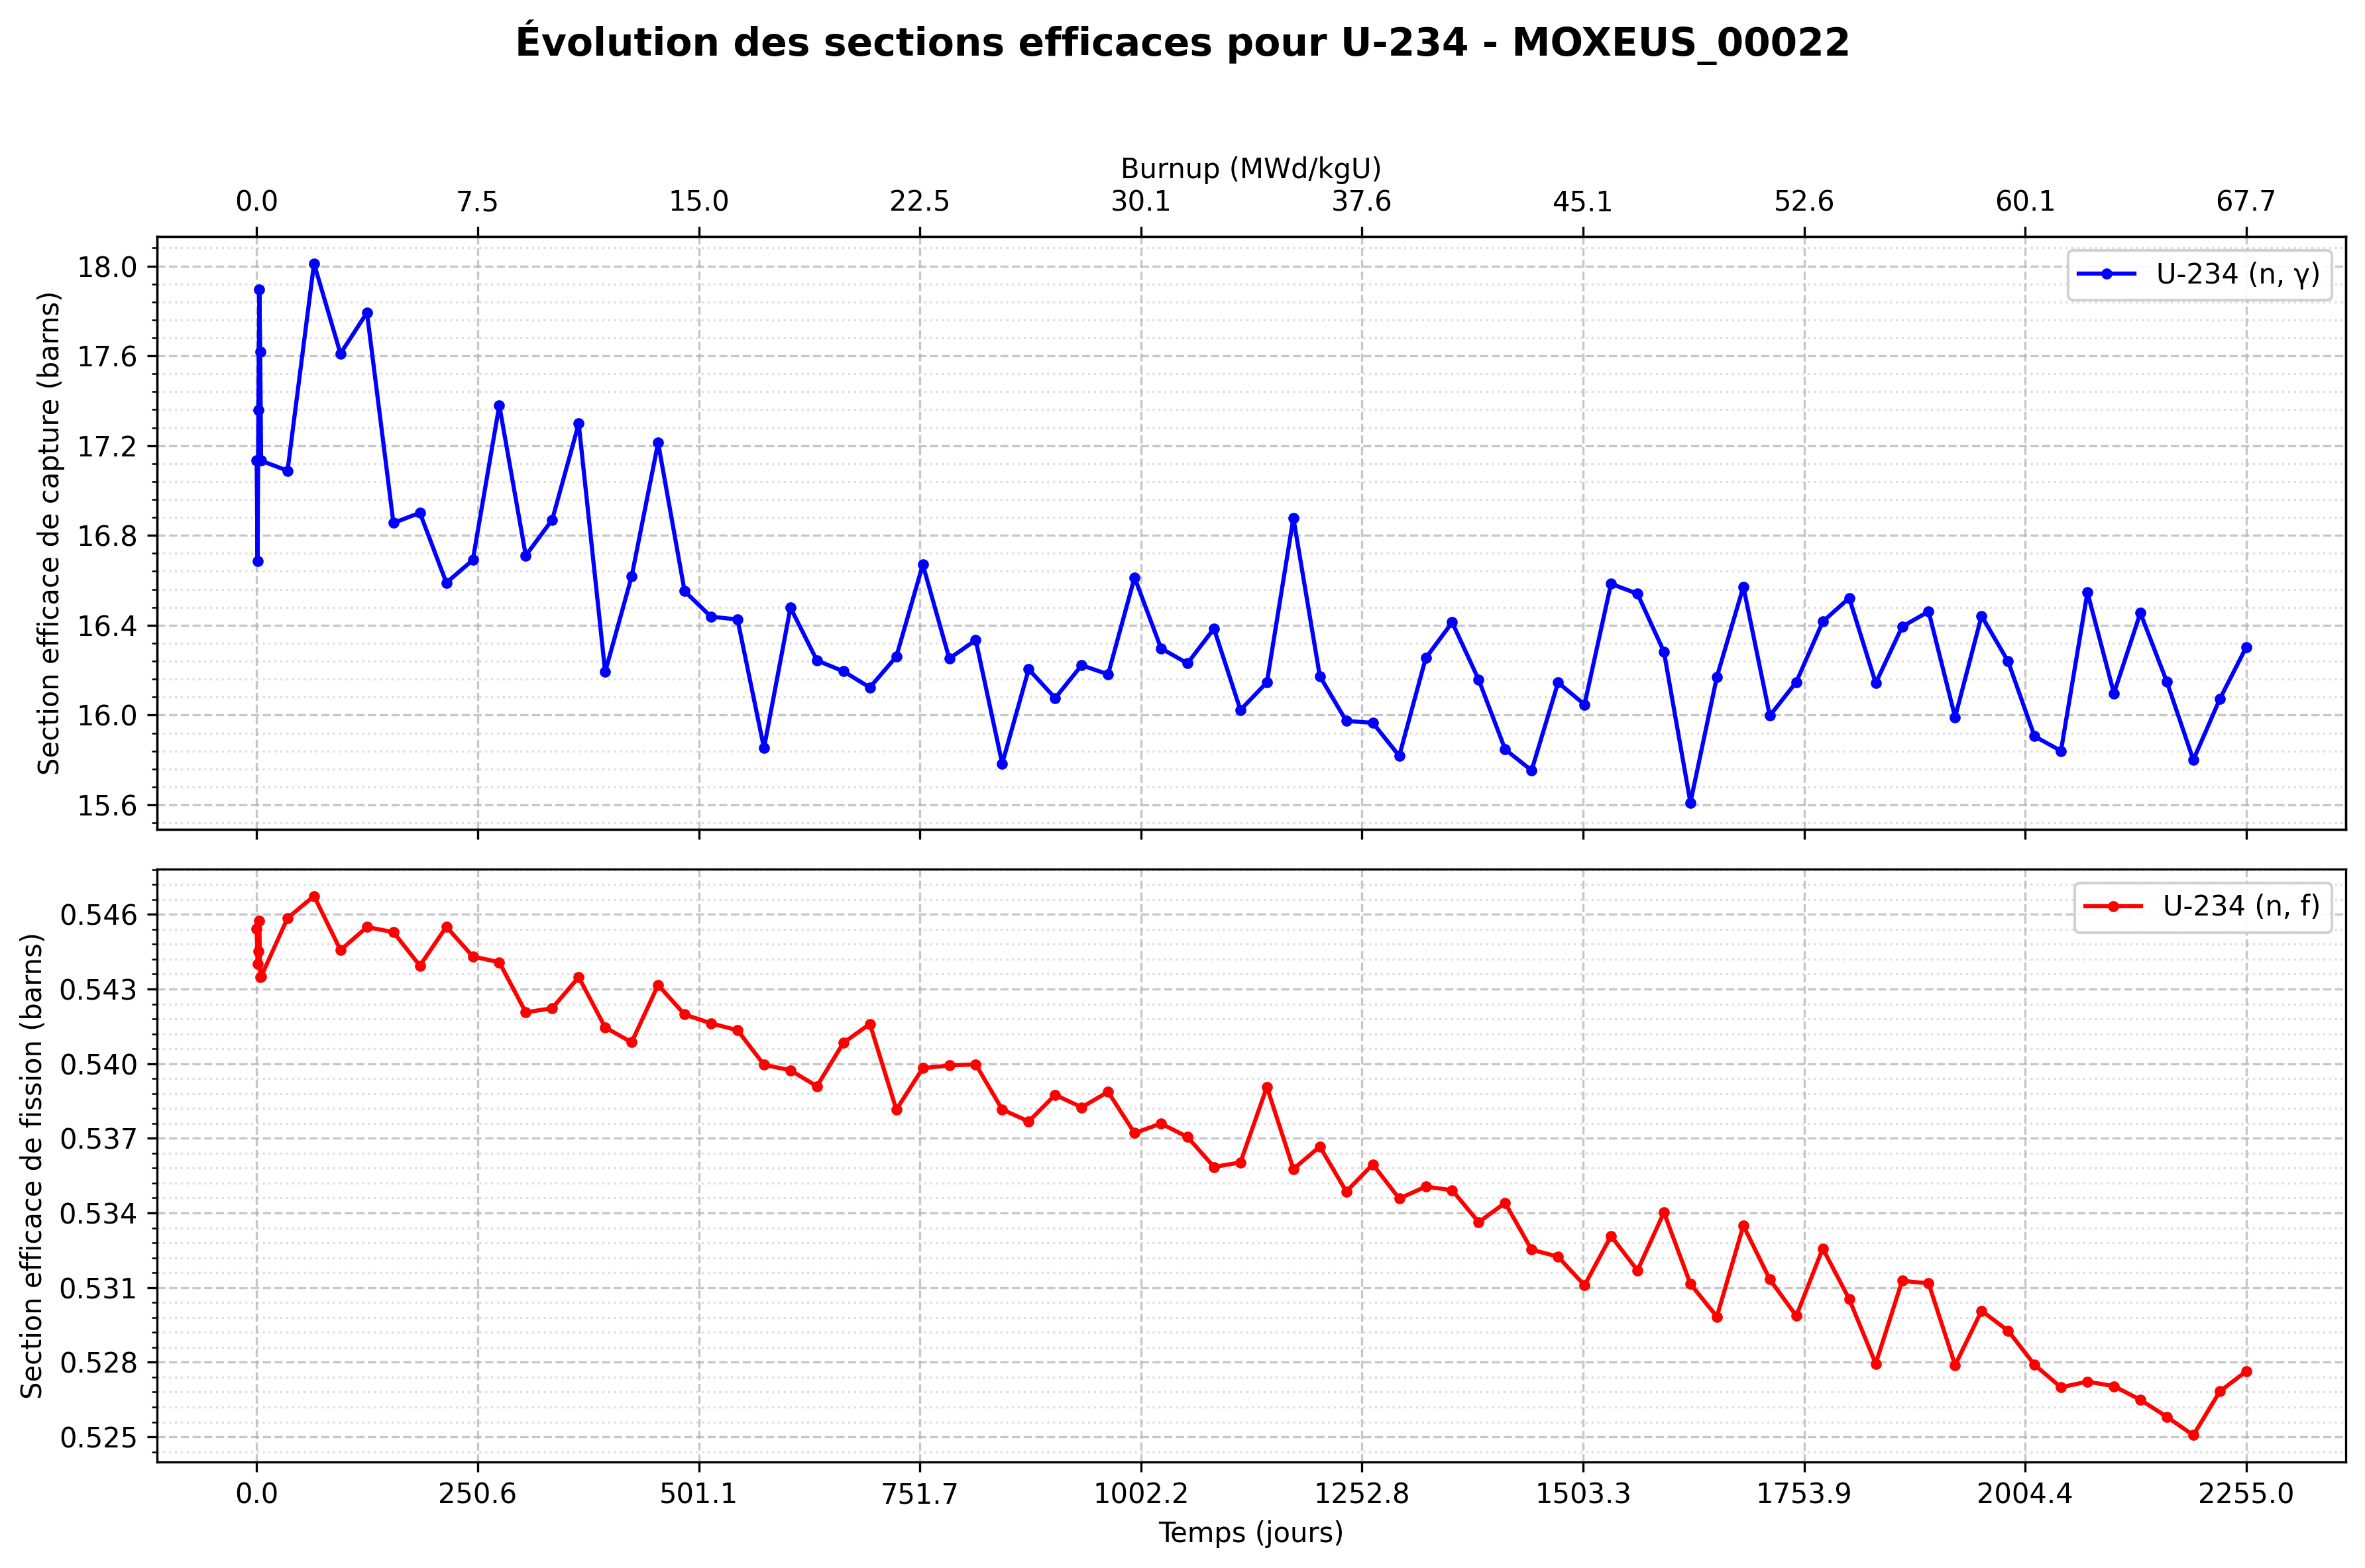 Évolution des sections efficaces pour U-234 - MOXEUS_00022
Burnup (MWd/kgU)
0.0 7.5 15.0 22.5 30.1 37.6 45.1 52.6 60.1 67.7
Section efficace de capture (barns)
18.0
17.6
17.2
16.8
16.4
16.0
15.6
U-234 (n, γ)
Section efficace de fission (barns)
0.546
0.543
0.540
0.537
0.534
0.531
0.528
0.525
U-234 (n, f)
0.0 250.6 501.1 751.7 1002.2 1252.8 1503.3 1753.9 2004.4 2255.0
Temps (jours)